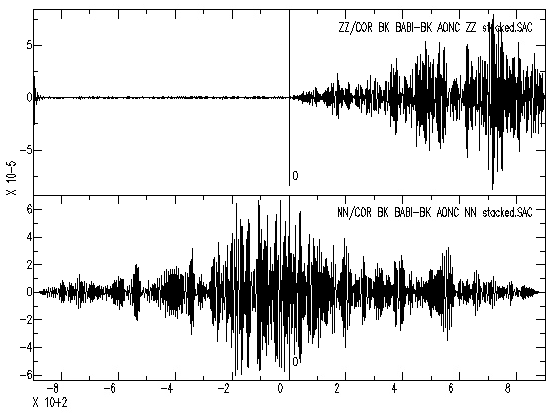 ZZ/COR BK BABI-BK AONC ZZ stacked.SAC
5
0
-5
0
X 10-5
NN/COR BK BABI-BK AONC NN stacked.SAC
6
4
2
0
-2
-4
-6
0
-8 -6 -4 -2 0 2 4 6 8
X 10+2